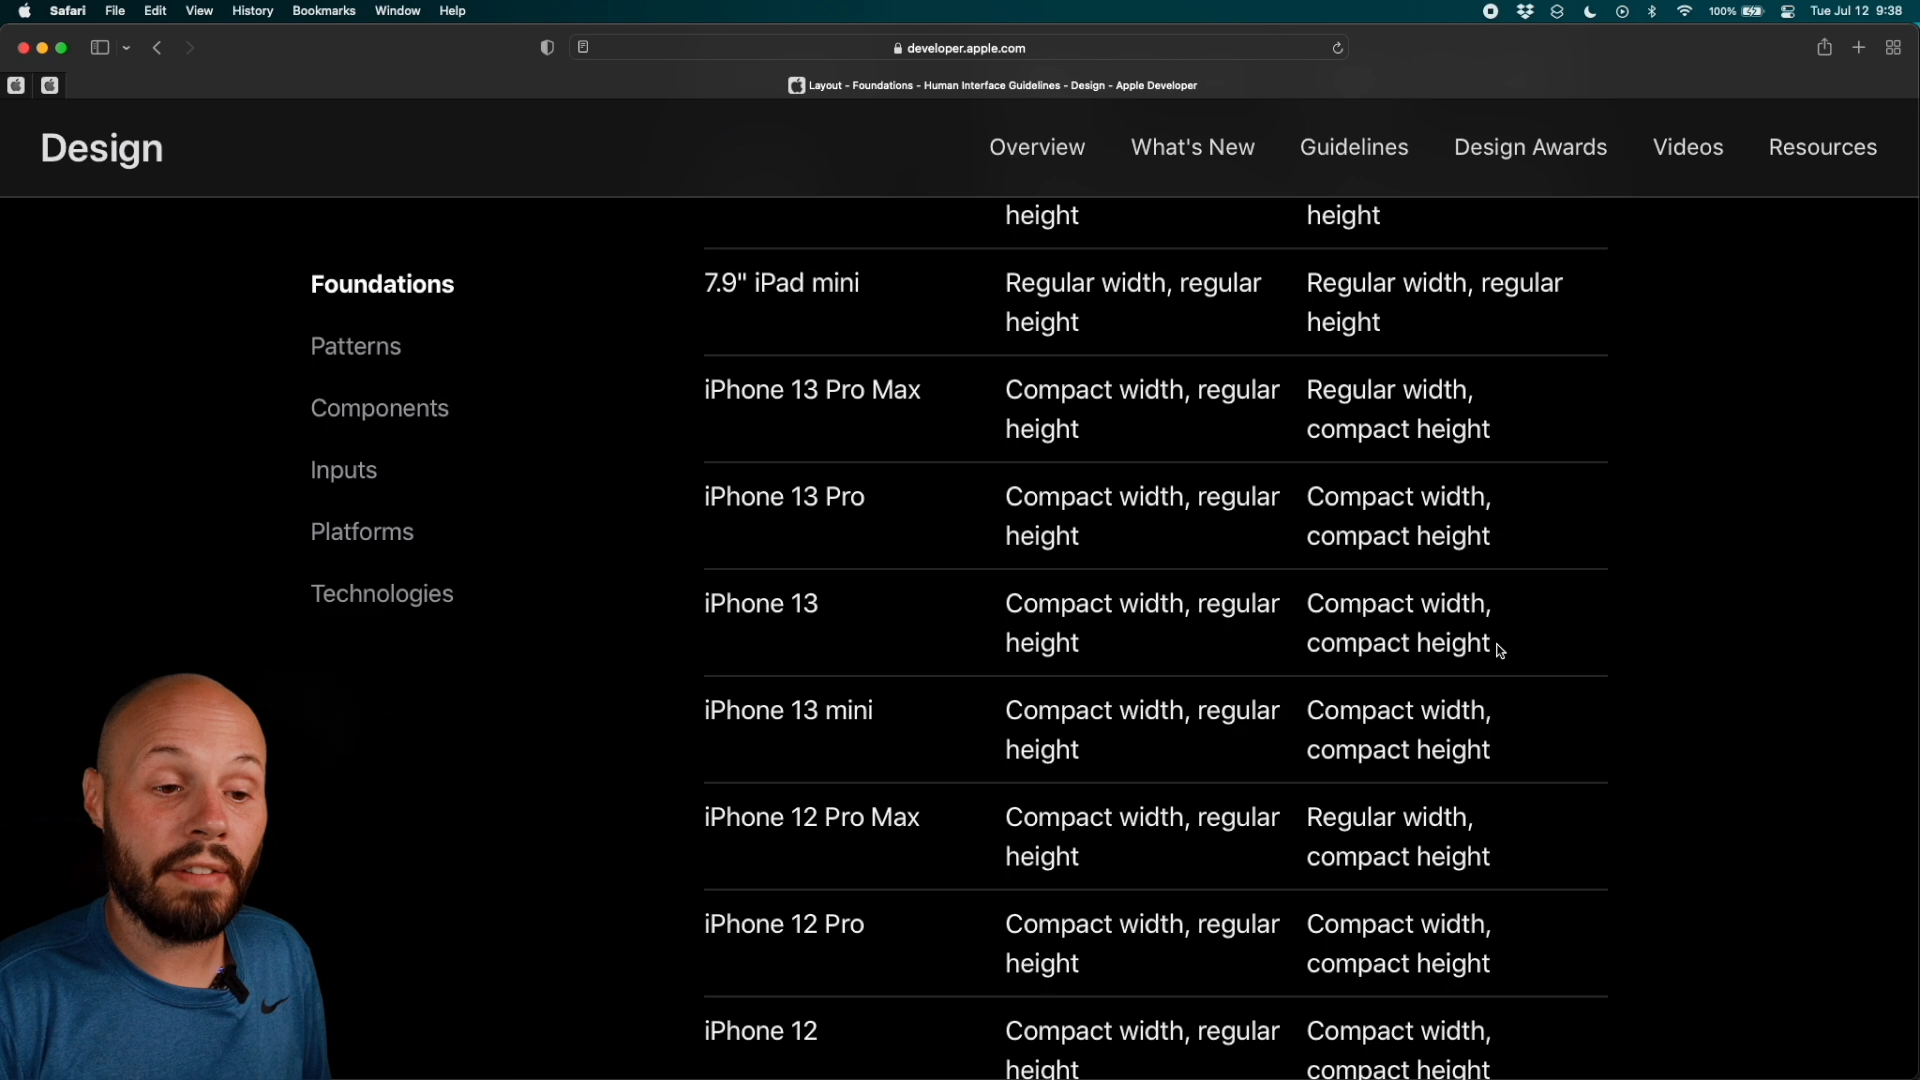 Safari File Edit View History Bookmarks Window Help 100% Tue Jul 12 9:38
developer.apple.com
Layout - Foundations - Human Interface Guidelines - Design - Apple Developer
Design Overview What's New Guidelines Design Awards Videos Resources
height height
Foundations
Patterns
Components
Inputs
Platforms
Technologies
7.9" iPad mini Regular width, regular Regular width, regular
height height
iPhone 13 Pro Max Compact width, regular Regular width,
height compact height
iPhone 13 Pro Compact width, regular Compact width,
height compact height
iPhone 13 Compact width, regular Compact width,
height compact height
iPhone 13 mini Compact width, regular Compact width,
height compact height
iPhone 12 Pro Max Compact width, regular Regular width,
height compact height
iPhone 12 Pro Compact width, regular Compact width,
height compact height
iPhone 12 Compact width, regular Compact width,
height compact height